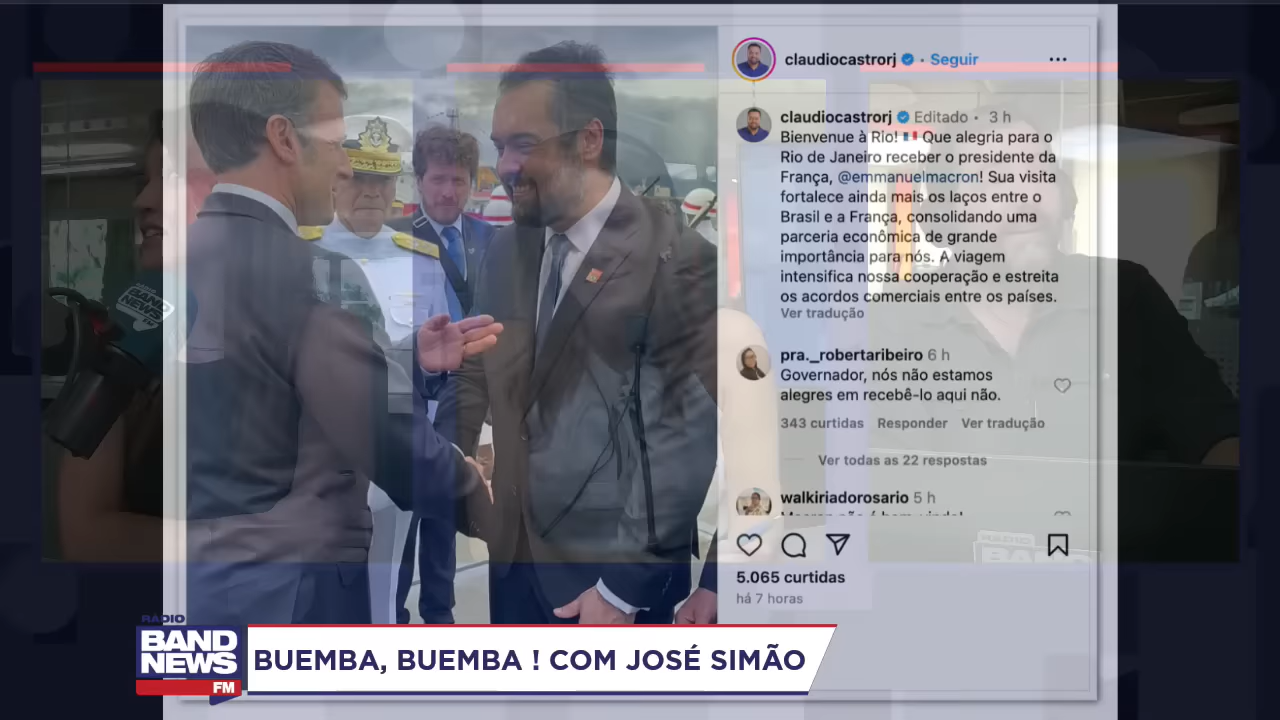 claudiocastrorj • Seguir
claudiocastrorj Editado • 3 h
Bienvenue à Rio! 🇫🇷 Que alegria para o
Rio de Janeiro receber o presidente da
França, @emmanuelmacron! Sua visita
fortalece ainda mais os laços entre o
Brasil e a França, consolidando uma
parceria econômica de grande
importância para nós. A viagem
intensifica nossa cooperação e estreita
os acordos comerciais entre os países.
Ver tradução
pra._robertaribeiro 6 h
Governador, nós não estamos
alegres em recebê-lo aqui não.
343 curtidas Responder Ver tradução
Ver todas as 22 respostas
walkiriadorosario 5 h
5.065 curtidas
há 7 horas
BAND
NEWS
FM
RÁDIO
BAND
NEWS
FM
BUEMBA, BUEMBA ! COM JOSÉ SIMÃO